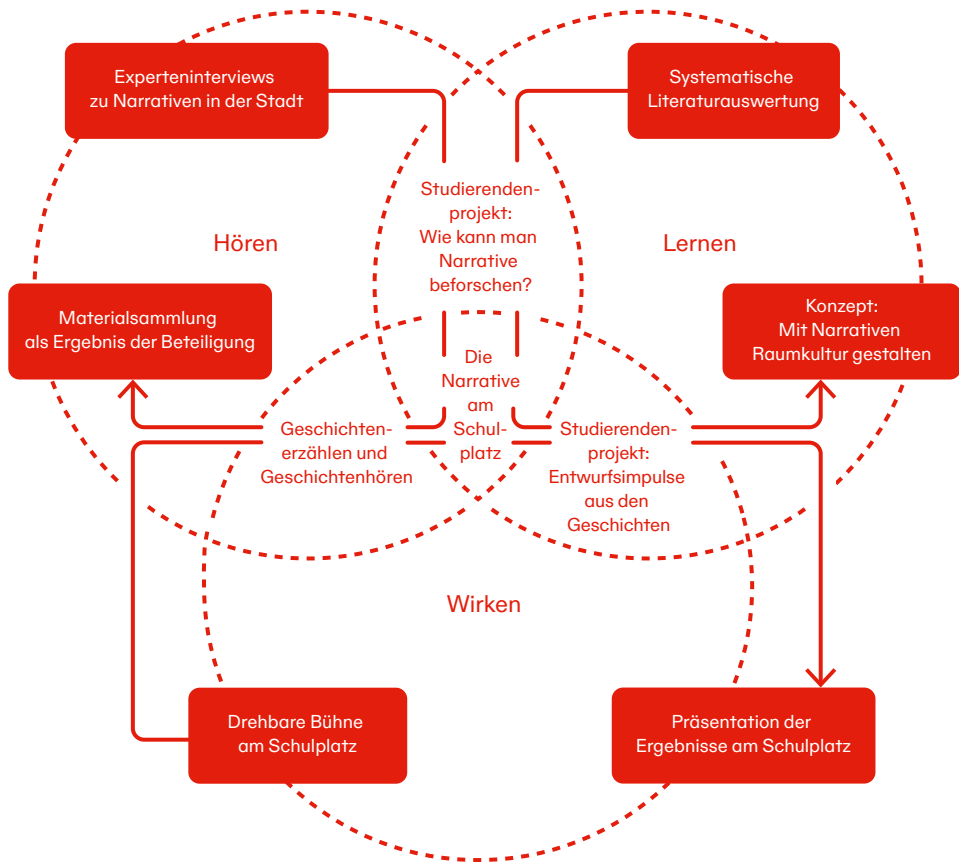 Experteninterviews
zu Narrativen in der Stadt
Systematische
Literaturauswertung
Studierenden-
projekt:
Wie kann man
Narrative
beforschen?
Hören
Lernen
Materialsammlung
als Ergebnis der Beteiligung
Konzept:
Mit Narrativen
Raumkultur gestalten
Die
Narrative
am
Schul-
platz
Geschichten-
erzählen und
Geschichtenhören
Studierenden-
projekt:
Entwurfsimpulse
aus den
Geschichten
Wirken
Drehbare Bühne
am Schulplatz
Präsentation der
Ergebnisse am Schulplatz